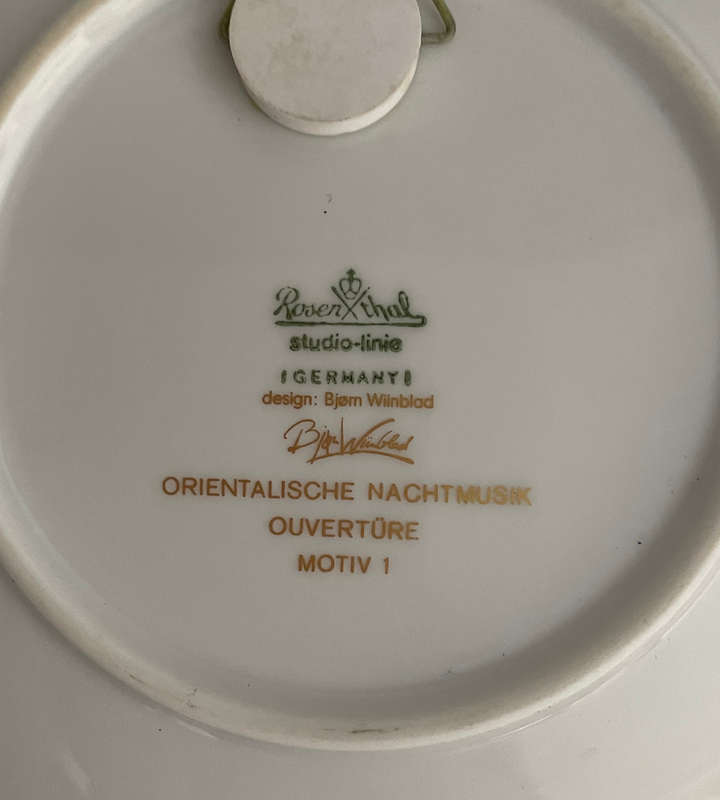 Rosenthal
studio-linie
GERMANY
design: Bjørn Wiinblad
Bjørn Wiinblad
ORIENTALISCHE NACHTMUSIK
OUVERTÜRE
MOTIV 1